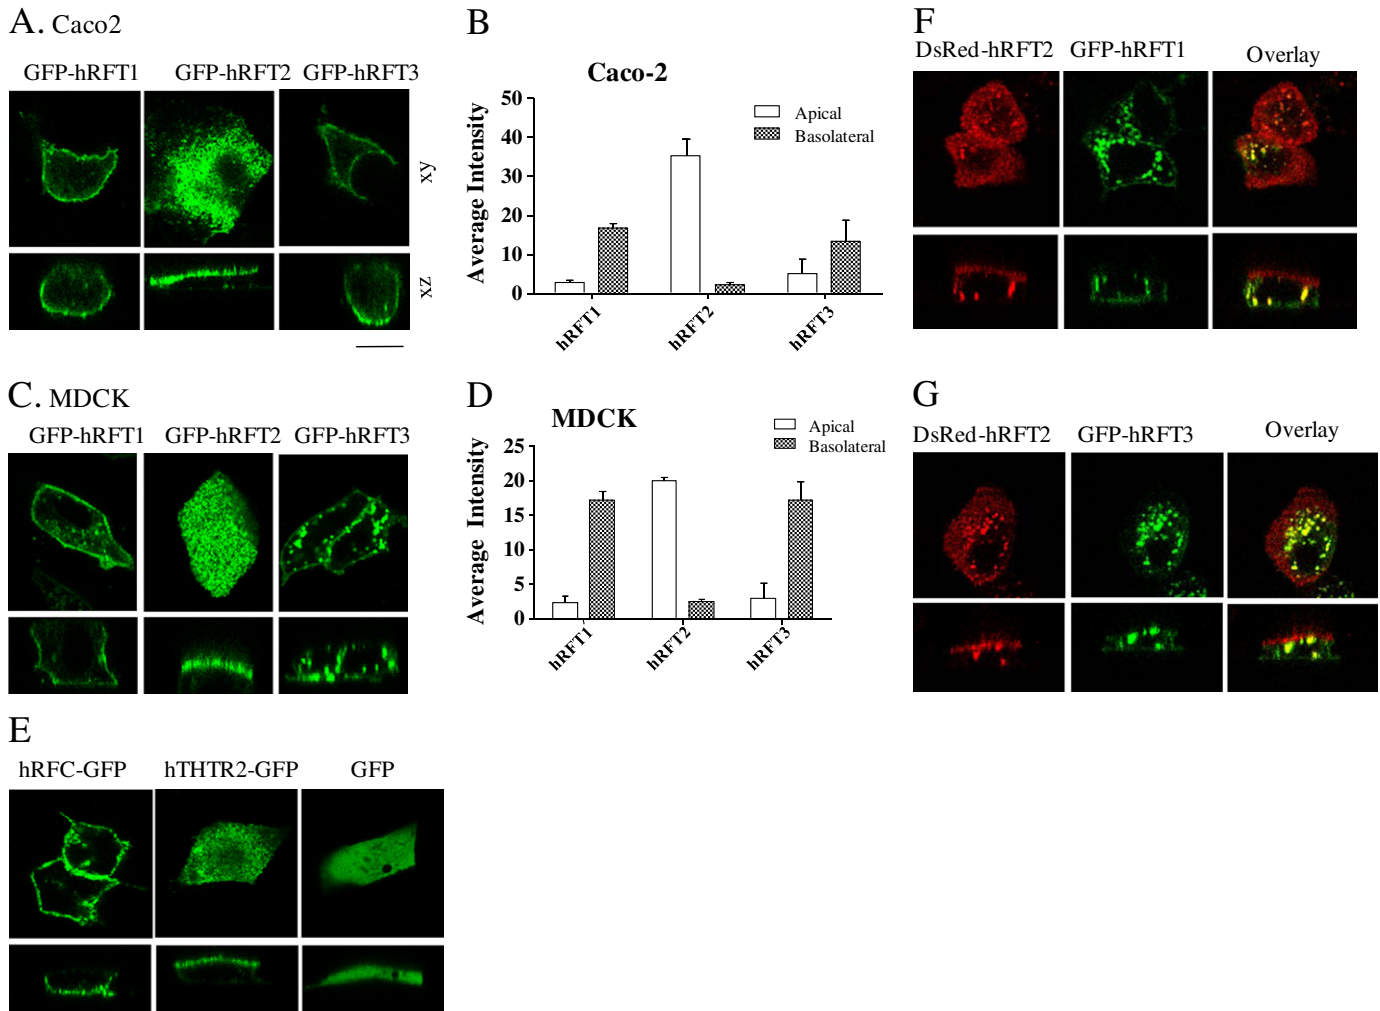 A. Caco2
GFP-hRFT1 GFP-hRFT2 GFP-hRFT3
xy
xz
B
Caco-2
Average Intensity
50
40
30
20
10
0
Apical
Basolateral
hRFT1 hRFT2 hRFT3
C. MDCK
GFP-hRFT1 GFP-hRFT2 GFP-hRFT3
D
MDCK
Average Intensity
25
20
15
10
5
0
Apical
Basolateral
hRFT1 hRFT2 hRFT3
E
hRFC-GFP hTHTR2-GFP GFP
F
DsRed-hRFT2 GFP-hRFT1 Overlay
G
DsRed-hRFT2 GFP-hRFT3 Overlay